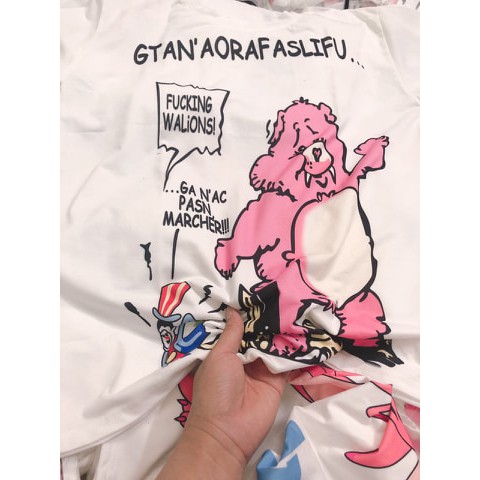 GTAN'AORAFASLIFU...
FUCKING
WALiONS!
...GA N'AC
PASN
MARCHER!!!